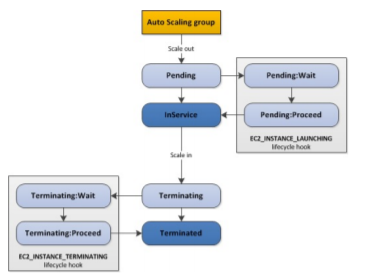 Auto Scaling group
Scale out
Pending
Pending:Wait
InService
Pending:Proceed
EC2_INSTANCE_LAUNCHING
lifecycle hook
Scale in
Terminating:Wait
Terminating
Terminating:Proceed
Terminated
EC2_INSTANCE_TERMINATING
lifecycle hook